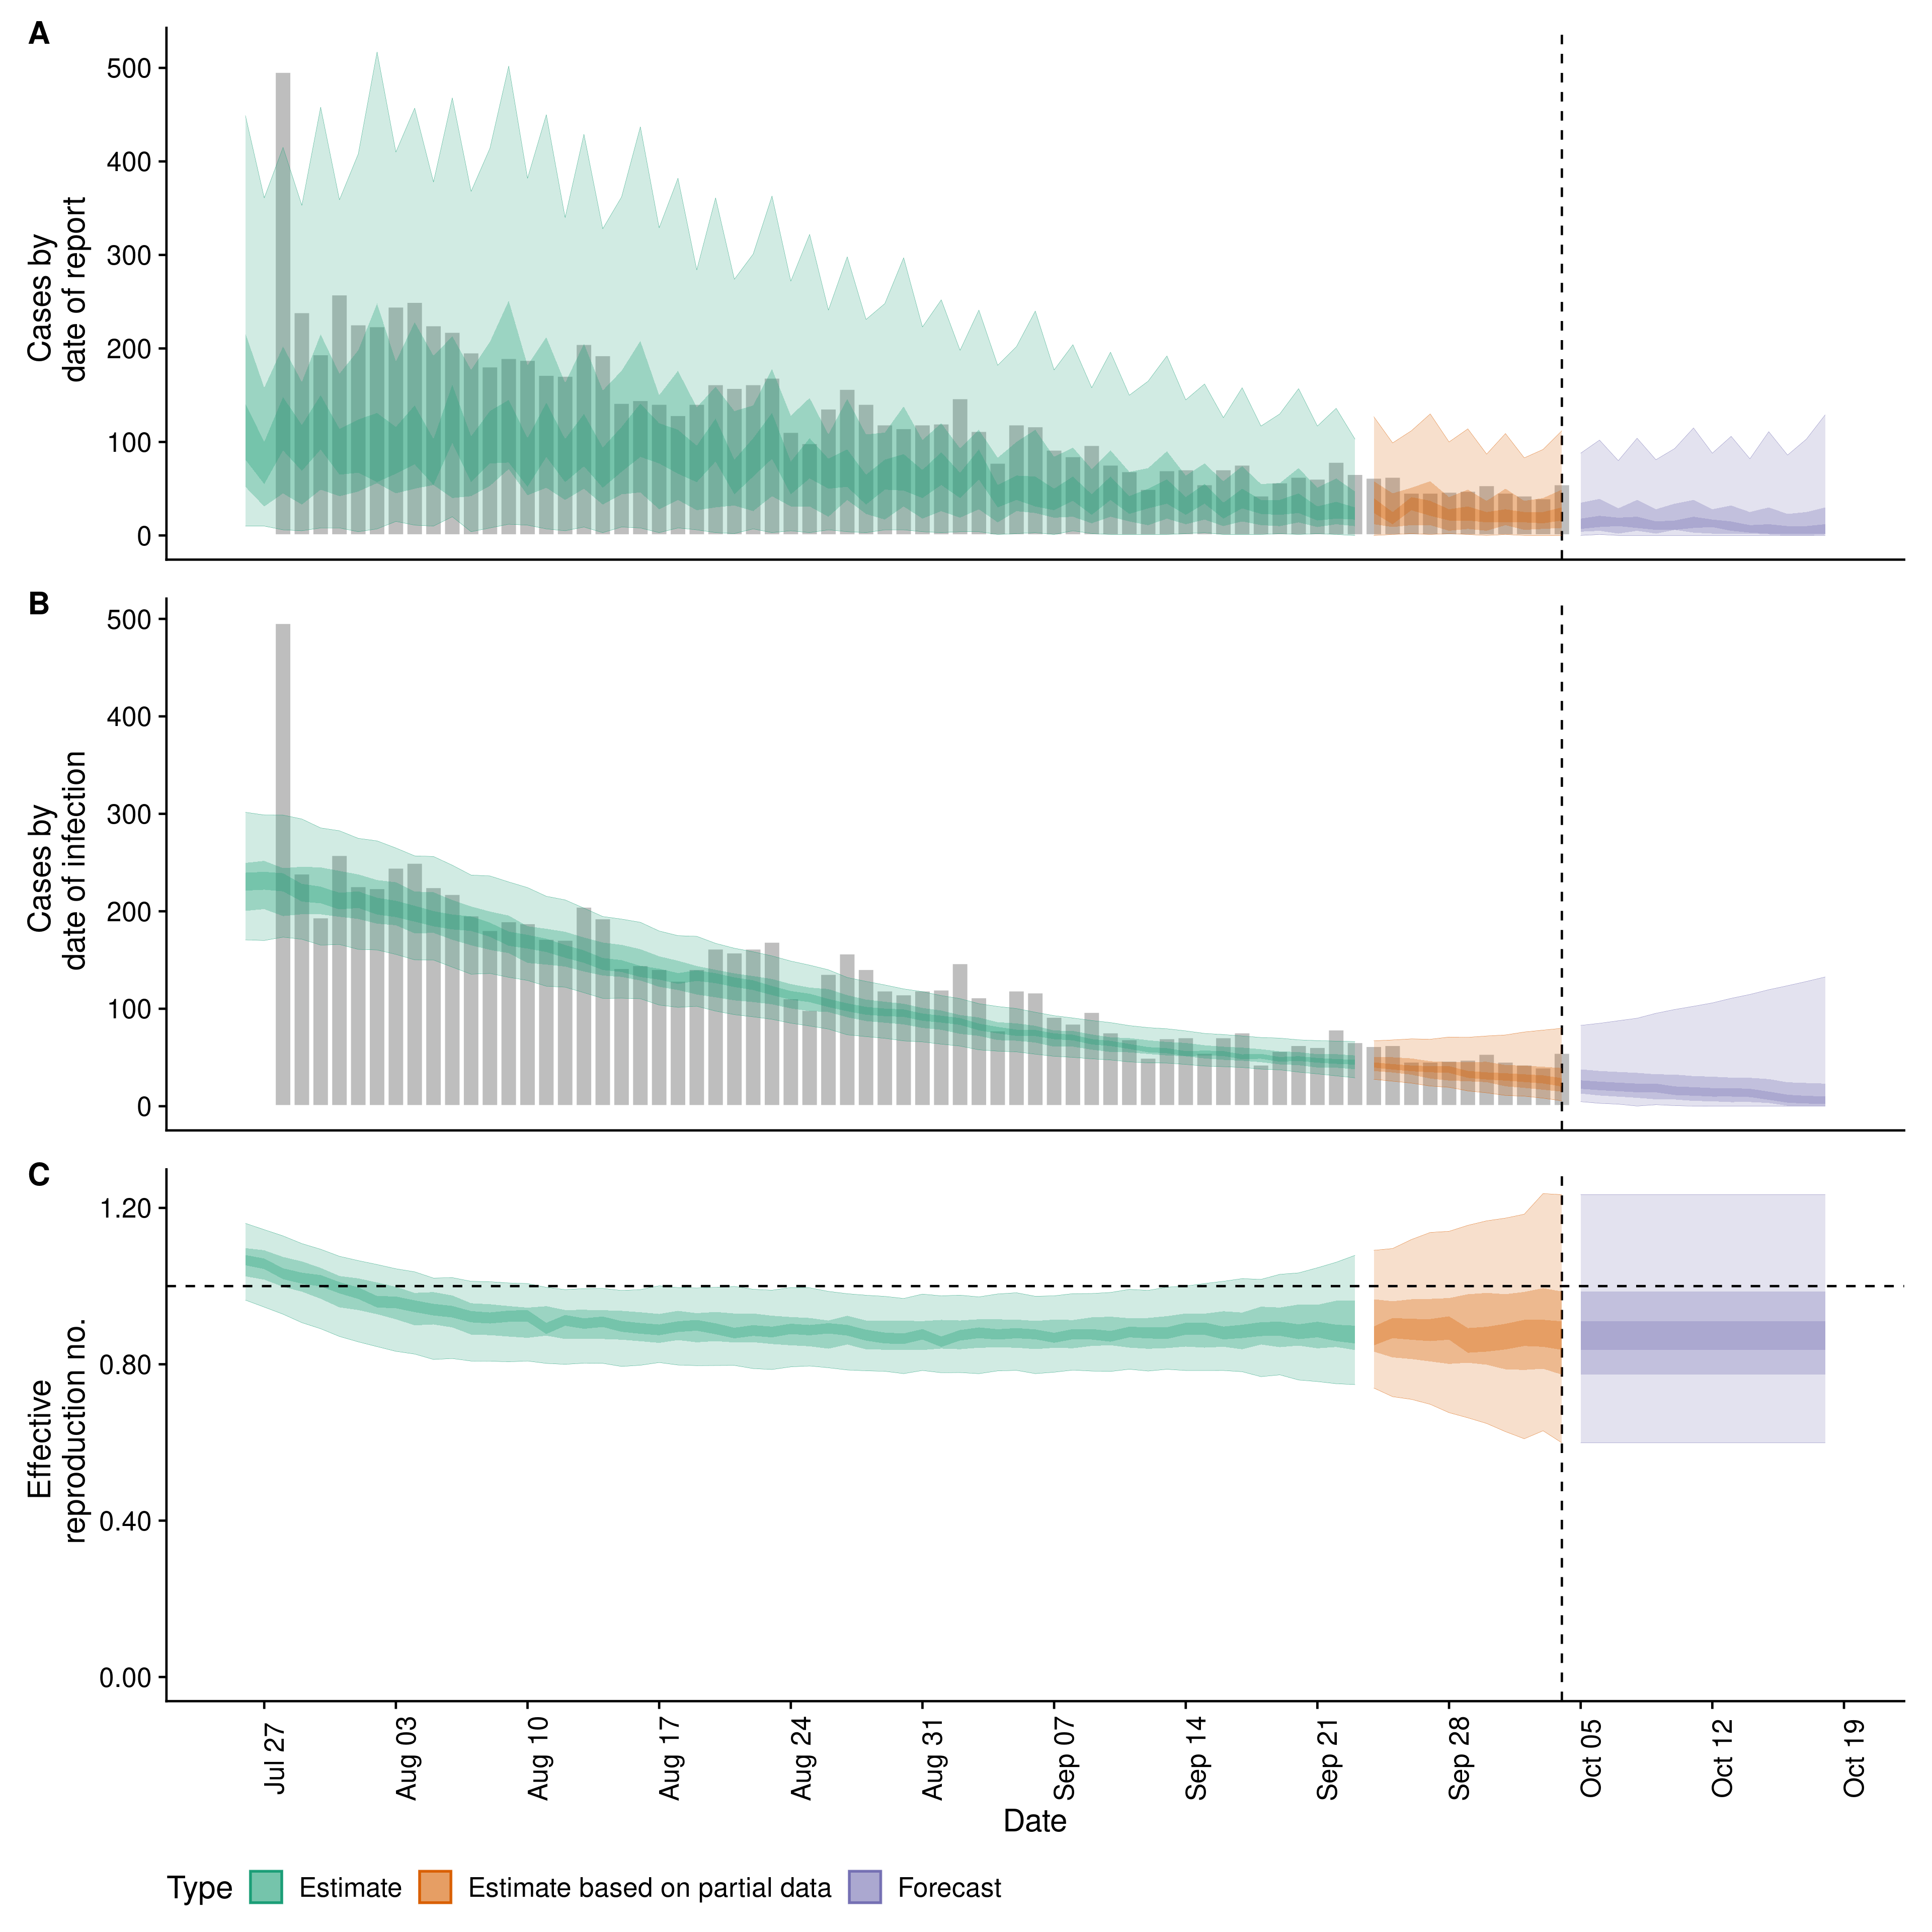 A
500
400
300
200
100
0
Cases by
date of report
B
500
400
300
200
100
0
Cases by
date of infection
C
1.20
0.80
0.40
0.00
Effective
reproduction no.
Jul 27
Aug 03
Aug 10
Aug 17
Aug 24
Aug 31
Sep 07
Sep 14
Sep 21
Sep 28
Oct 05
Oct 12
Oct 19
Date
Type Estimate Estimate based on partial data Forecast